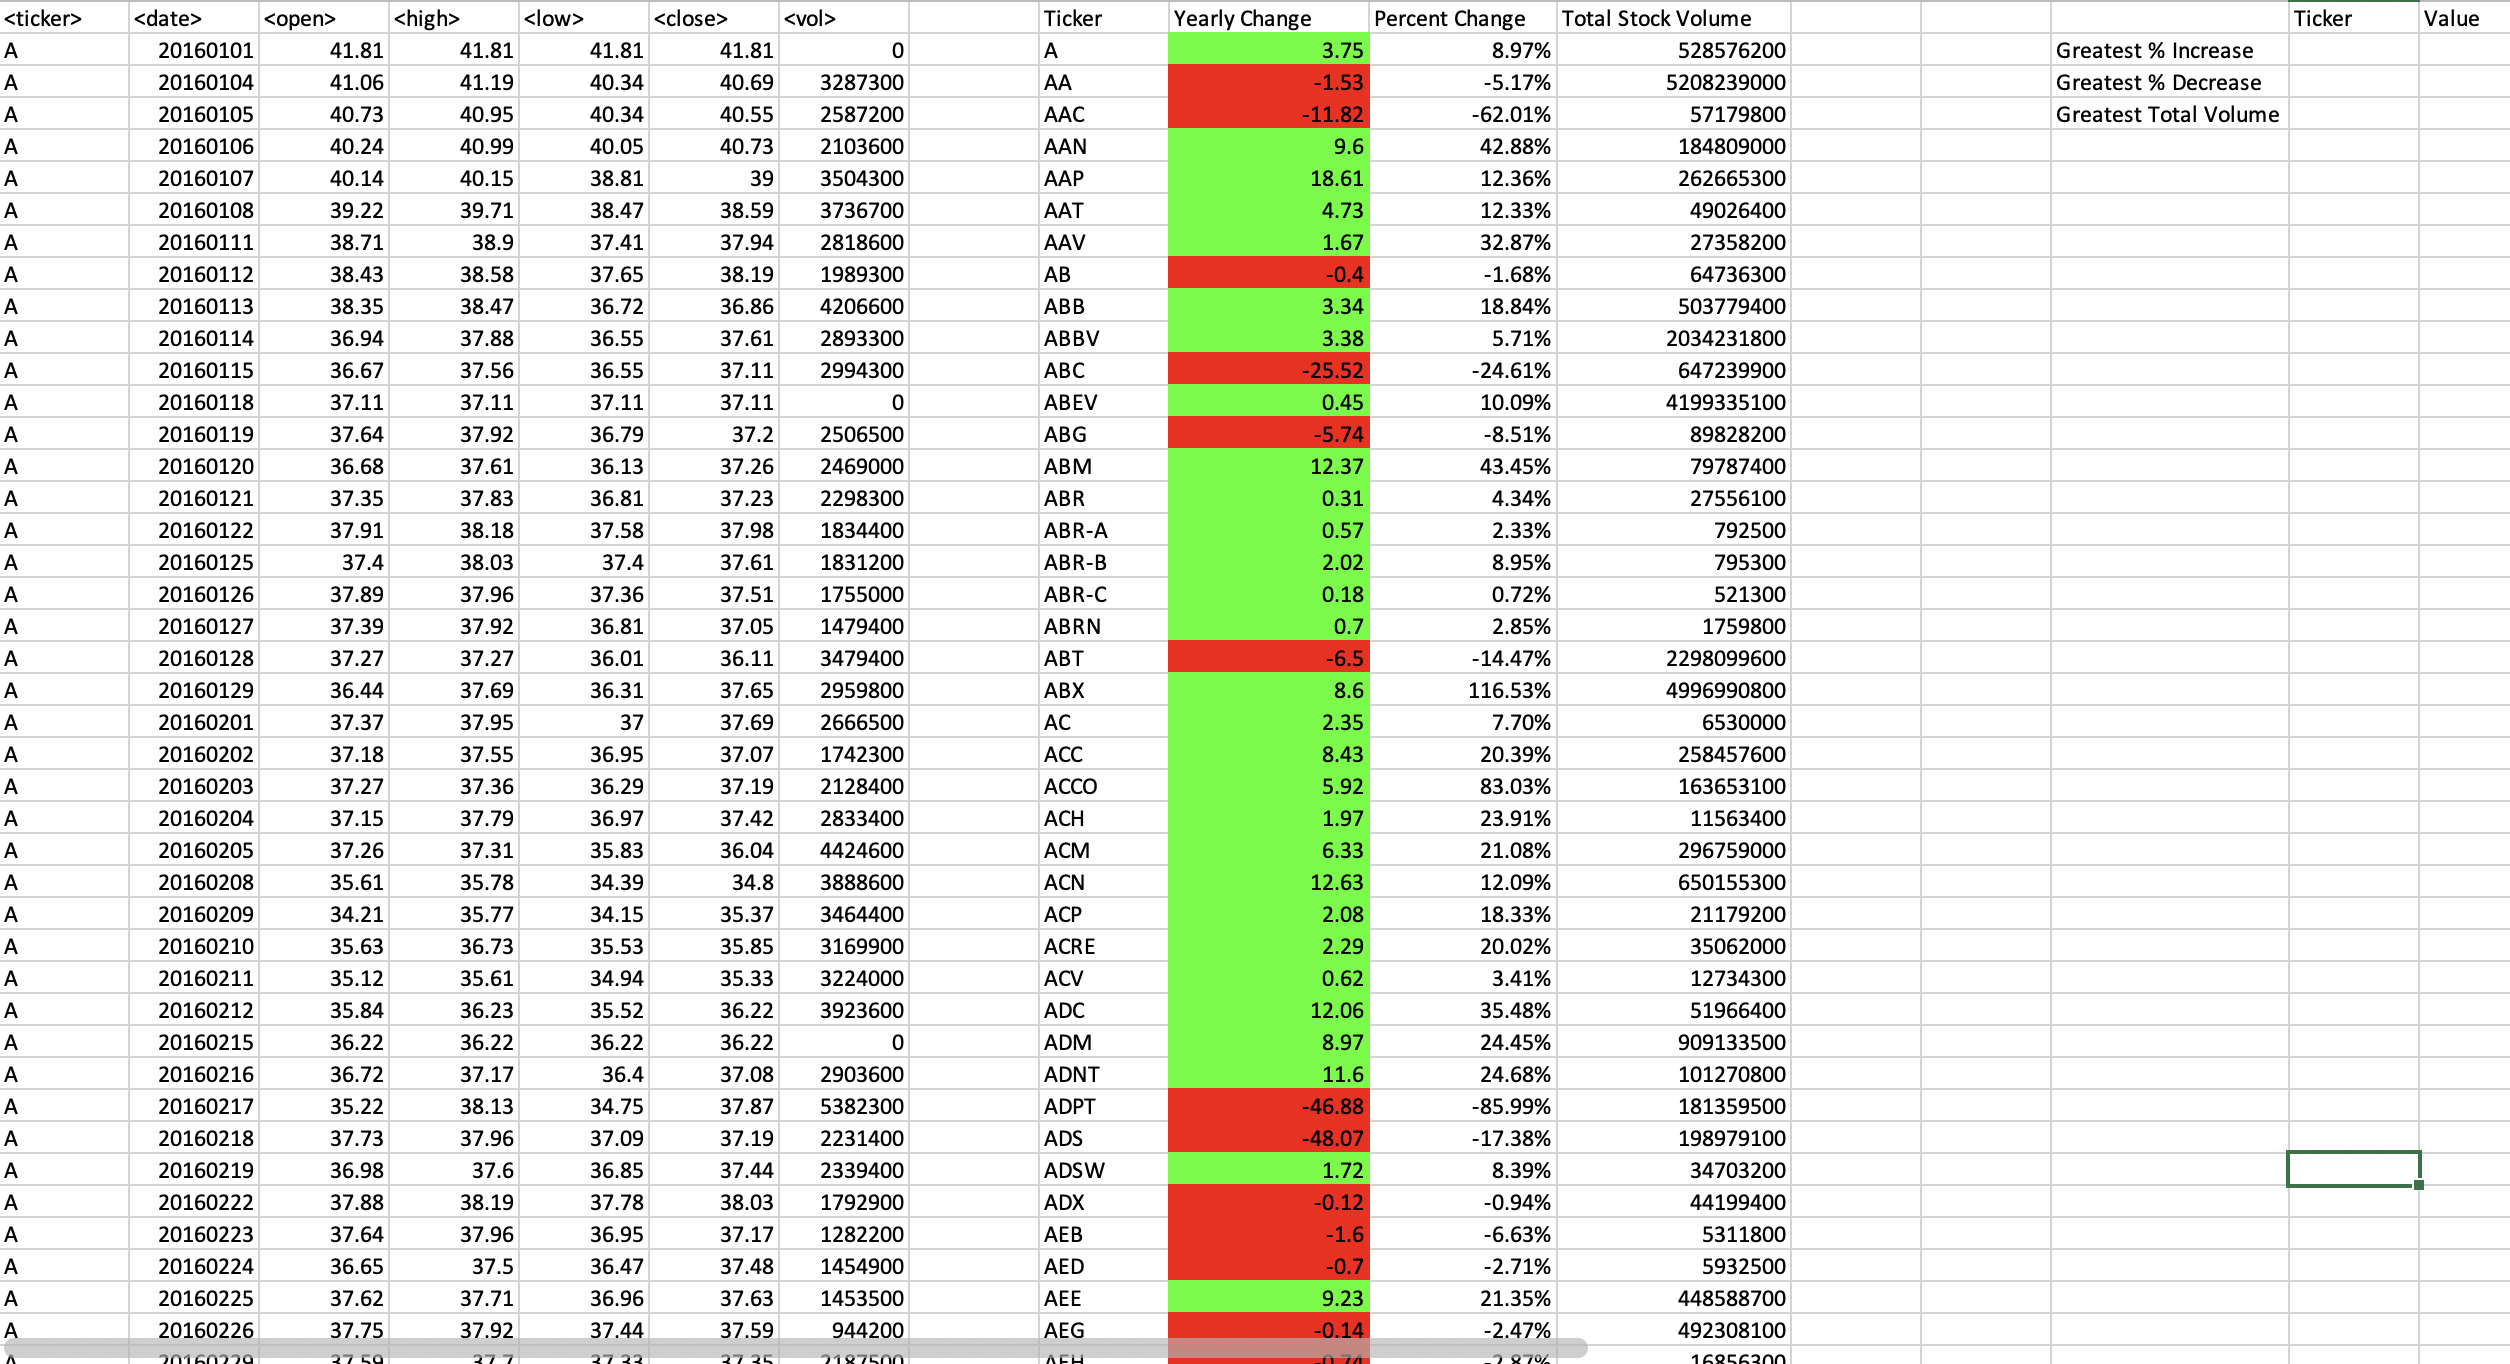 <ticker> <date> <open> <high> <low> <close> <vol> Ticker Yearly Change Percent Change Total Stock Volume Ticker Value
A 20160101 41.81 41.81 41.81 41.81 0 A 3.75 8.97% 528576200 Greatest % Increase
A 20160104 41.06 41.19 40.34 40.69 3287300 AA -1.53 -5.17% 5208239000 Greatest % Decrease
A 20160105 40.73 40.95 40.34 40.55 2587200 AAC -11.82 -62.01% 57179800 Greatest Total Volume
A 20160106 40.24 40.99 40.05 40.73 2103600 AAN 9.6 42.88% 184809000
A 20160107 40.14 40.15 38.81 39 3504300 AAP 18.61 12.36% 262665300
A 20160108 39.22 39.71 38.47 38.59 3736700 AAT 4.73 12.33% 49026400
A 20160111 38.71 38.9 37.41 37.94 2818600 AAV 1.67 32.87% 27358200
A 20160112 38.43 38.58 37.65 38.19 1989300 AB -0.4 -1.68% 64736300
A 20160113 38.35 38.47 36.72 36.86 4206600 ABB 3.34 18.84% 503779400
A 20160114 36.94 37.88 36.55 37.61 2893300 ABBV 3.38 5.71% 2034231800
A 20160115 36.67 37.56 36.55 37.11 2994300 ABC -25.52 -24.61% 647239900
A 20160118 37.11 37.11 37.11 37.11 0 ABEV 0.45 10.09% 4199335100
A 20160119 37.64 37.92 36.79 37.2 2506500 ABG -5.74 -8.51% 89828200
A 20160120 36.68 37.61 36.13 37.26 2469000 ABM 12.37 43.45% 79787400
A 20160121 37.35 37.83 36.81 37.23 2298300 ABR 0.31 4.34% 27556100
A 20160122 37.91 38.18 37.58 37.98 1834400 ABR-A 0.57 2.33% 792500
A 20160125 37.4 38.03 37.4 37.61 1831200 ABR-B 2.02 8.95% 795300
A 20160126 37.89 37.96 37.36 37.51 1755000 ABR-C 0.18 0.72% 521300
A 20160127 37.39 37.92 36.81 37.05 1479400 ABRN 0.7 2.85% 1759800
A 20160128 37.27 37.27 36.01 36.11 3479400 ABT -6.5 -14.47% 2298099600
A 20160129 36.44 37.69 36.31 37.65 2959800 ABX 8.6 116.53% 4996990800
A 20160201 37.37 37.95 37 37.69 2666500 AC 2.35 7.70% 6530000
A 20160202 37.18 37.55 36.95 37.07 1742300 ACC 8.43 20.39% 258457600
A 20160203 37.27 37.36 36.29 37.19 2128400 ACCO 5.92 83.03% 163653100
A 20160204 37.15 37.79 36.97 37.42 2833400 ACH 1.97 23.91% 11563400
A 20160205 37.26 37.31 35.83 36.04 4424600 ACM 6.33 21.08% 296759000
A 20160208 35.61 35.78 34.39 34.8 3888600 ACN 12.63 12.09% 650155300
A 20160209 34.21 35.77 34.15 35.37 3464400 ACP 2.08 18.33% 21179200
A 20160210 35.63 36.73 35.53 35.85 3169900 ACRE 2.29 20.02% 35062000
A 20160211 35.12 35.61 34.94 35.33 3224000 ACV 0.62 3.41% 12734300
A 20160212 35.84 36.23 35.52 36.22 3923600 ADC 12.06 35.48% 51966400
A 20160215 36.22 36.22 36.22 36.22 0 ADM 8.97 24.45% 909133500
A 20160216 36.72 37.17 36.4 37.08 2903600 ADNT 11.6 24.68% 101270800
A 20160217 35.22 38.13 34.75 37.87 5382300 ADPT -46.88 -85.99% 181359500
A 20160218 37.73 37.96 37.09 37.19 2231400 ADS -48.07 -17.38% 198979100
A 20160219 36.98 37.6 36.85 37.44 2339400 ADSW 1.72 8.39% 34703200
A 20160222 37.88 38.19 37.78 38.03 1792900 ADX -0.12 -0.94% 44199400
A 20160223 37.64 37.96 36.95 37.17 1282200 AEB -1.6 -6.63% 5311800
A 20160224 36.65 37.5 36.47 37.48 1454900 AED -0.7 -2.71% 5932500
A 20160225 37.62 37.71 36.96 37.63 1453500 AEE 9.23 21.35% 448588700
A 20160226 37.75 37.92 37.44 37.59 944200 AEG -0.14 -2.47% 492308100
A 20160229 37.59 37.7 37.33 37.35 2187500 AEH -0.74 -2.87% 16856300